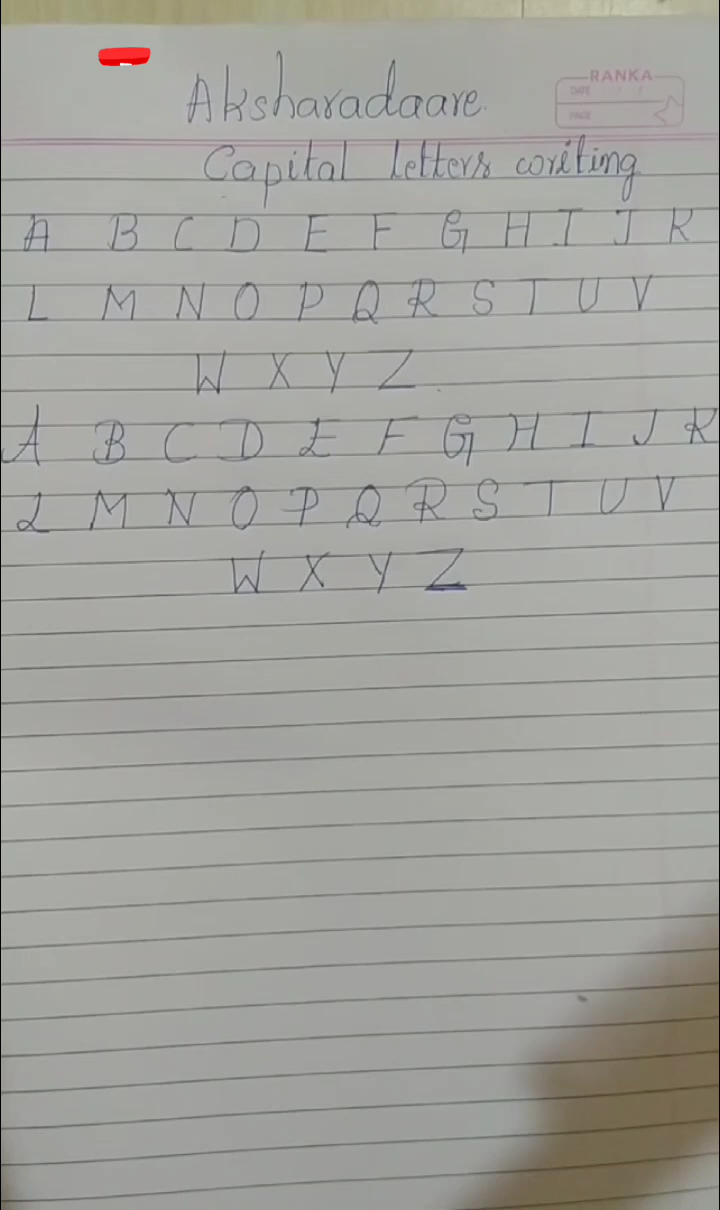 RANKA
DATE / /
PAGE
Aksharadaare.
Capital letters writing
A B C D E F G H I J K
L M N O P Q R S T U V
W X Y Z
A B C D E F G H I J K
L M N O P Q R S T U V
W X Y Z